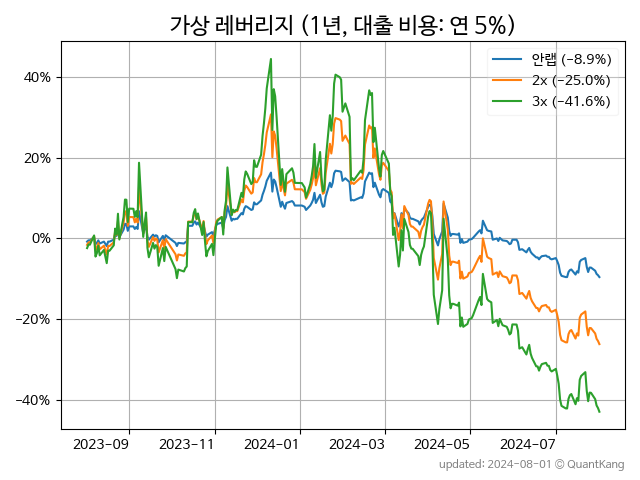 가상 레버리지 (1년, 대출 비용: 연 5%)
안랩 (−8.9%)
2x (−25.0%)
3x (−41.6%)
40%
20%
0%
−20%
−40%
2023-09 2023-11 2024-01 2024-03 2024-05 2024-07
updated: 2024-08-01 © QuantKang